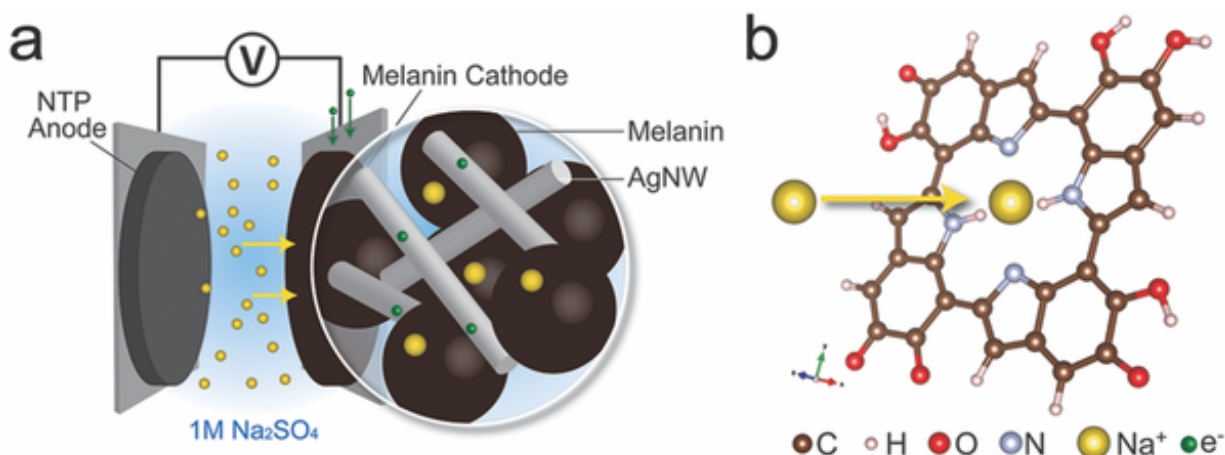 a
V
NTP
Anode
Melanin Cathode
Melanin
AgNW
1M Na₂SO₄
b
C H O N Na⁺ e⁻